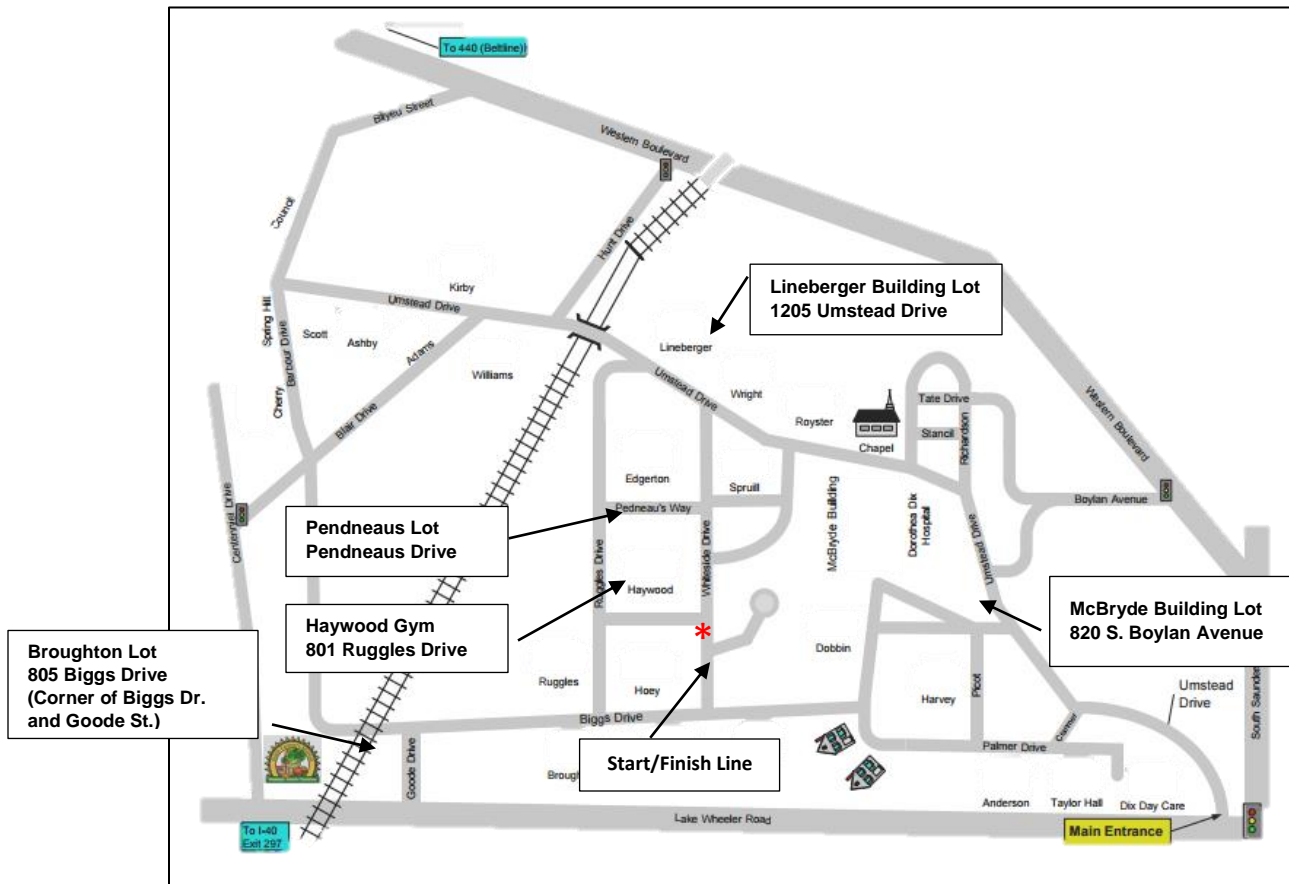 To 440 (Beltline)
Bilyeu Street
Western Boulevard
Council
Hunt Drive
Lineberger Building Lot
1205 Umstead Drive
Kirby
Umstead Drive
Spring Hill
Barbour Drive
Scott
Ashby
Adams
Lineberger
Williams
Umstead Drive
Wright
Tate Drive
Western Boulevard
Cherry
Royster
Stancil
Richardson
Blair Drive
Chapel
Edgerton
Spruill
McBryde Building
Dorothea Dix
Hospital
Boylan Avenue
Centennial Drive
Pendneaus Lot
Pendneaus Drive
Pedneau's Way
Ruggles Drive
Whiteside Drive
Umstead Drive
Haywood
Haywood Gym
801 Ruggles Drive
McBryde Building Lot
820 S. Boylan Avenue
*
Broughton Lot
805 Biggs Drive
(Corner of Biggs Dr.
and Goode St.)
Dobbin
Ruggles
Hoey
Harvey
Picot
Umstead
Drive
South Saunders
Biggs Drive
Palmer Drive
Start/Finish Line
Goode Drive
Anderson
Taylor Hall
Dix Day Care
Lake Wheeler Road
Main Entrance
To I-40
Exit 297